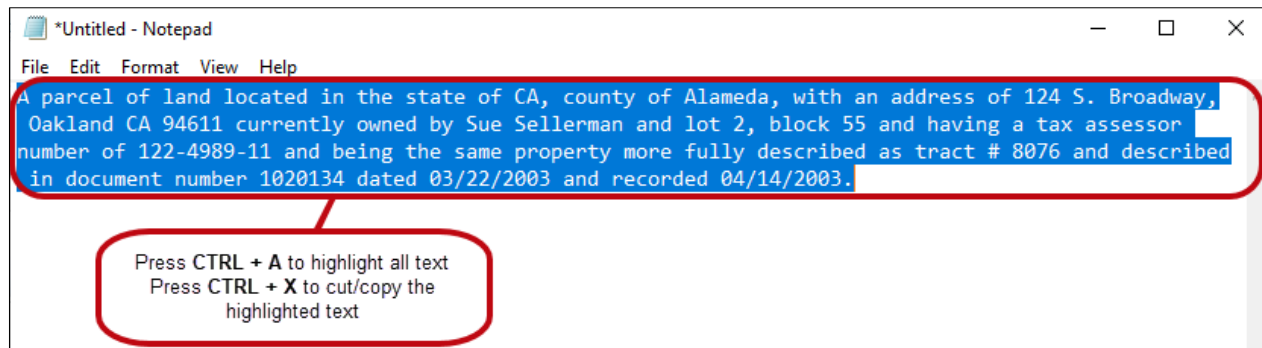 *Untitled - Notepad
File Edit Format View Help
A parcel of land located in the state of CA, county of Alameda, with an address of 124 S. Broadway,
Oakland CA 94611 currently owned by Sue Sellerman and lot 2, block 55 and having a tax assessor
number of 122-4989-11 and being the same property more fully described as tract # 8076 and described
in document number 1020134 dated 03/22/2003 and recorded 04/14/2003.
Press CTRL + A to highlight all text
Press CTRL + X to cut/copy the
highlighted text